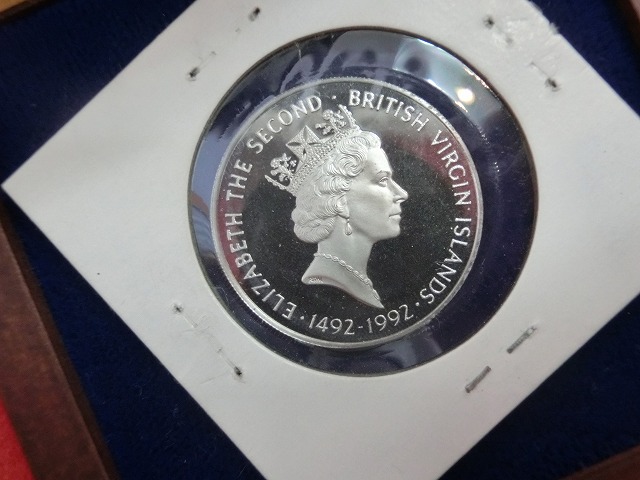 ELIZABETH THE SECOND · BRITISH VIRGIN ISLANDS ·
· 1492-1992 ·